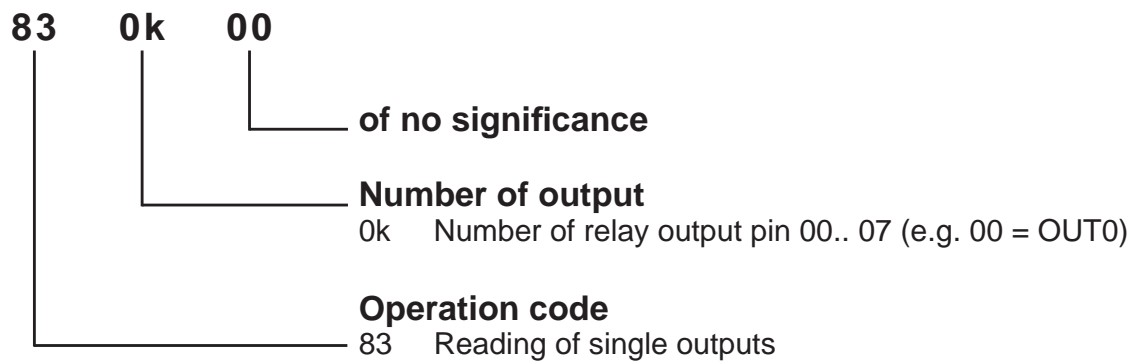 83 0k 00
of no significance
Number of output
0k Number of relay output pin 00.. 07 (e.g. 00 = OUT0)
Operation code
83 Reading of single outputs